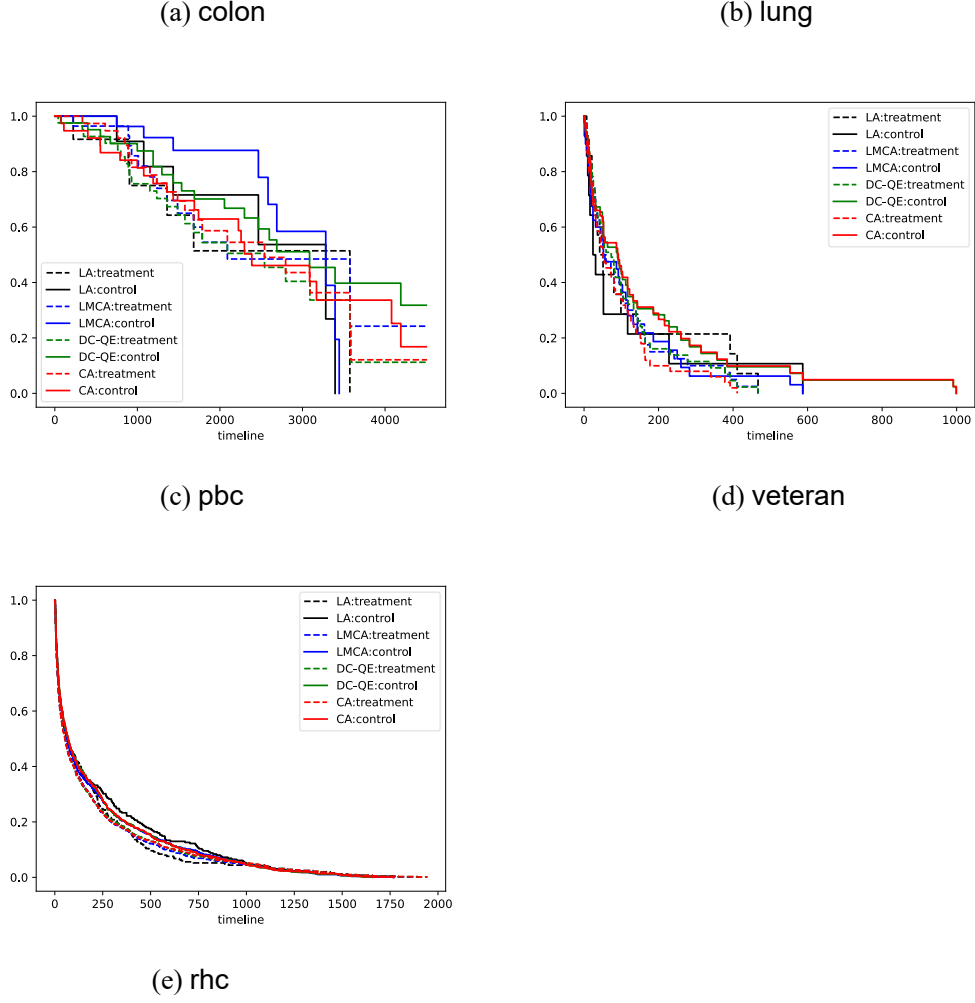 (a) colon
(b) lung
1.0
0.8
0.6
0.4
0.2
0.0
LA:treatment
LA:control
LMCA:treatment
LMCA:control
DC-QE:treatment
DC-QE:control
CA:treatment
CA:control
0 1000 2000 3000 4000
timeline
1.0
0.8
0.6
0.4
0.2
0.0
LA:treatment
LA:control
LMCA:treatment
LMCA:control
DC-QE:treatment
DC-QE:control
CA:treatment
CA:control
0 200 400 600 800 1000
timeline
(c) pbc
(d) veteran
1.0
0.8
0.6
0.4
0.2
0.0
LA:treatment
LA:control
LMCA:treatment
LMCA:control
DC-QE:treatment
DC-QE:control
CA:treatment
CA:control
0 250 500 750 1000 1250 1500 1750 2000
timeline
(e) rhc